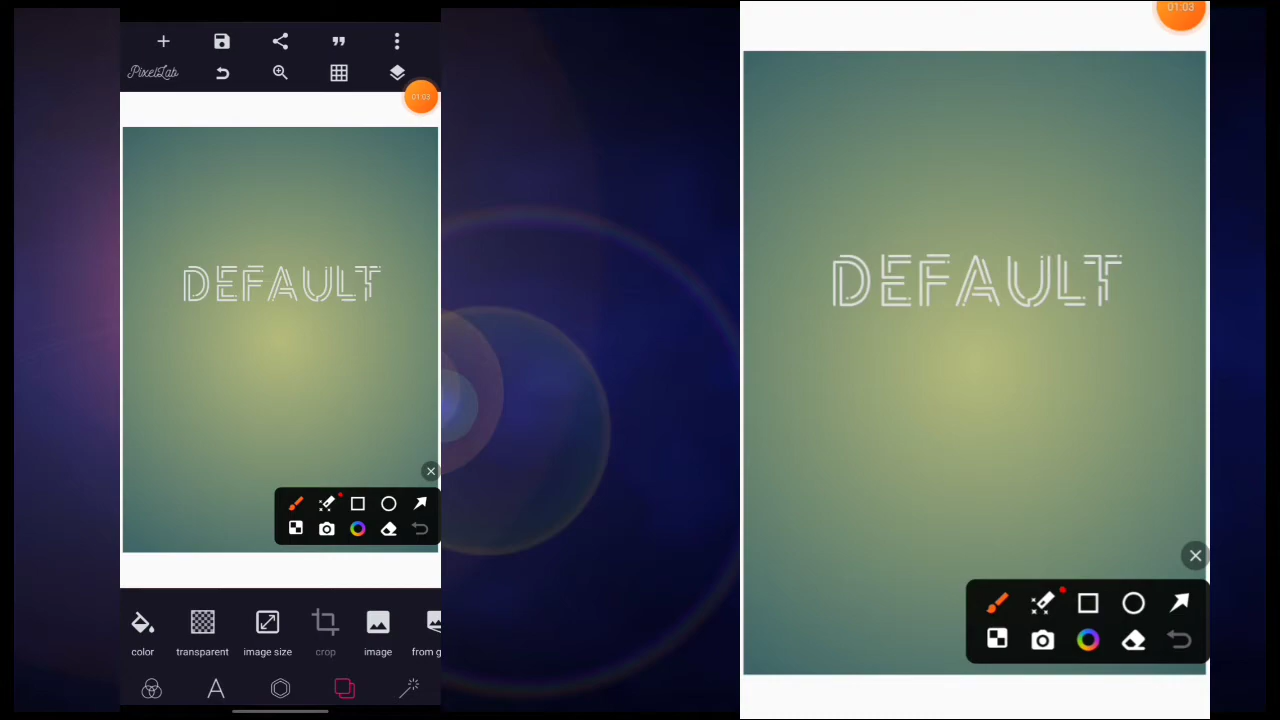 PixelLab
01:03
DEFAULT
color transparent image size crop image from g
01:03
DEFAULT